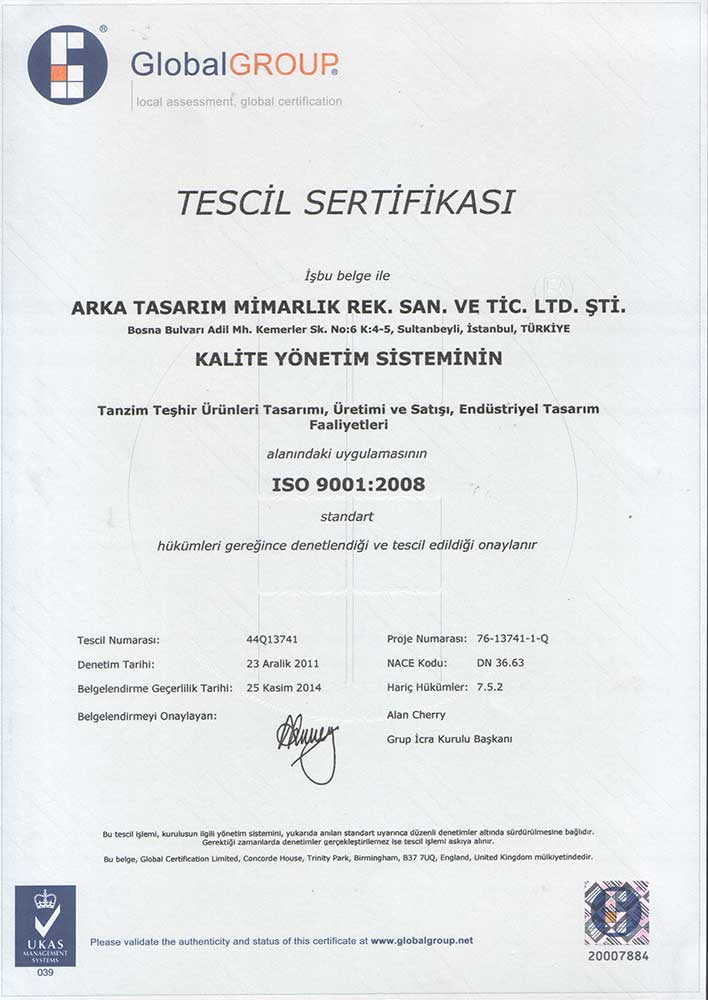 ®
GlobalGROUP®
local assessment, global certification
TESCİL SERTİFİKASI
İşbu belge ile
ARKA TASARIM MİMARLIK REK. SAN. VE TİC. LTD. ŞTİ.
Bosna Bulvarı Adil Mh. Kemerler Sk. No:6 K:4-5, Sultanbeyli, İstanbul, TÜRKİYE
KALİTE YÖNETİM SİSTEMİNİN
Tanzim Teşhir Ürünleri Tasarımı, Üretimi ve Satışı, Endüstriyel Tasarım
Faaliyetleri
alanındaki uygulamasının
ISO 9001:2008
standart
hükümleri gereğince denetlendiği ve tescil edildiği onaylanır
Tescil Numarası: 44Q13741 Proje Numarası: 76-13741-1-Q
Denetim Tarihi: 23 Aralik 2011 NACE Kodu: DN 36.63
Belgelendirme Geçerlilik Tarihi: 25 Kasim 2014 Hariç Hükümler: 7.5.2
Belgelendirmeyi Onaylayan: Alan Cherry
Grup İcra Kurulu Başkanı
Bu tescil işlemi, kurulusun ilgili yönetim sistemini, yukarıda anılan standart uyarınca düzenli denetimler altında sürdürülmesine bağlıdır.
Gerektiği zamanlarda denetimler gerçekleştirilemez ise tescil işlemi askıya alınır.
Bu belge, Global Certification Limited, Concorde House, Trinity Park, Birmingham, B37 7UQ, England, United Kingdom mülkiyetindedir.
UKAS
MANAGEMENT
SYSTEMS
039
Please validate the authenticity and status of this certificate at www.globalgroup.net
20007884